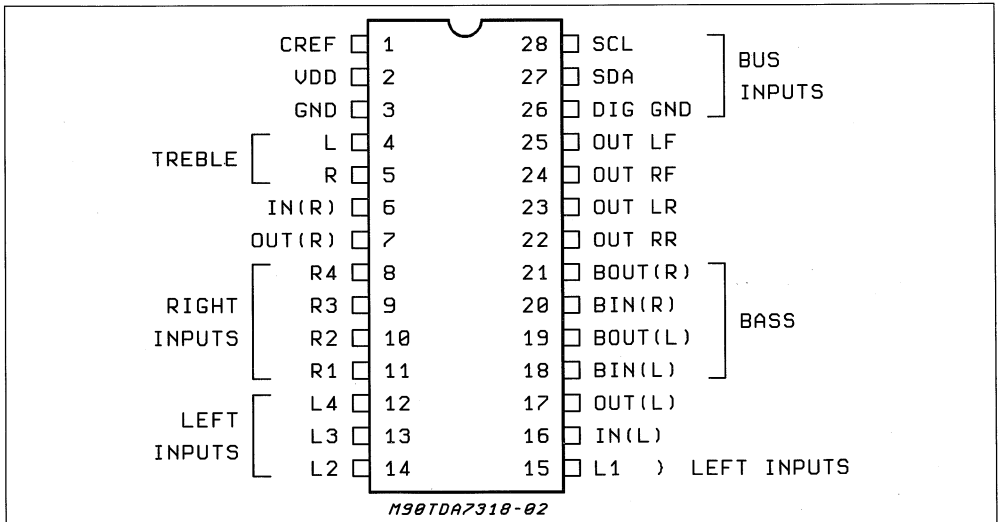 CREF 1 28 SCL
VDD 2 27 SDA BUS INPUTS
GND 3 26 DIG GND
L 4 25 OUT LF
TREBLE
R 5 24 OUT RF
IN(R) 6 23 OUT LR
OUT(R) 7 22 OUT RR
R4 8 21 BOUT(R)
RIGHT INPUTS R3 9 20 BIN(R)
BASS
R2 10 19 BOUT(L)
R1 11 18 BIN(L)
L4 12 17 OUT(L)
LEFT INPUTS L3 13 16 IN(L)
L2 14 15 L1 ) LEFT INPUTS
M90TDA7318-02